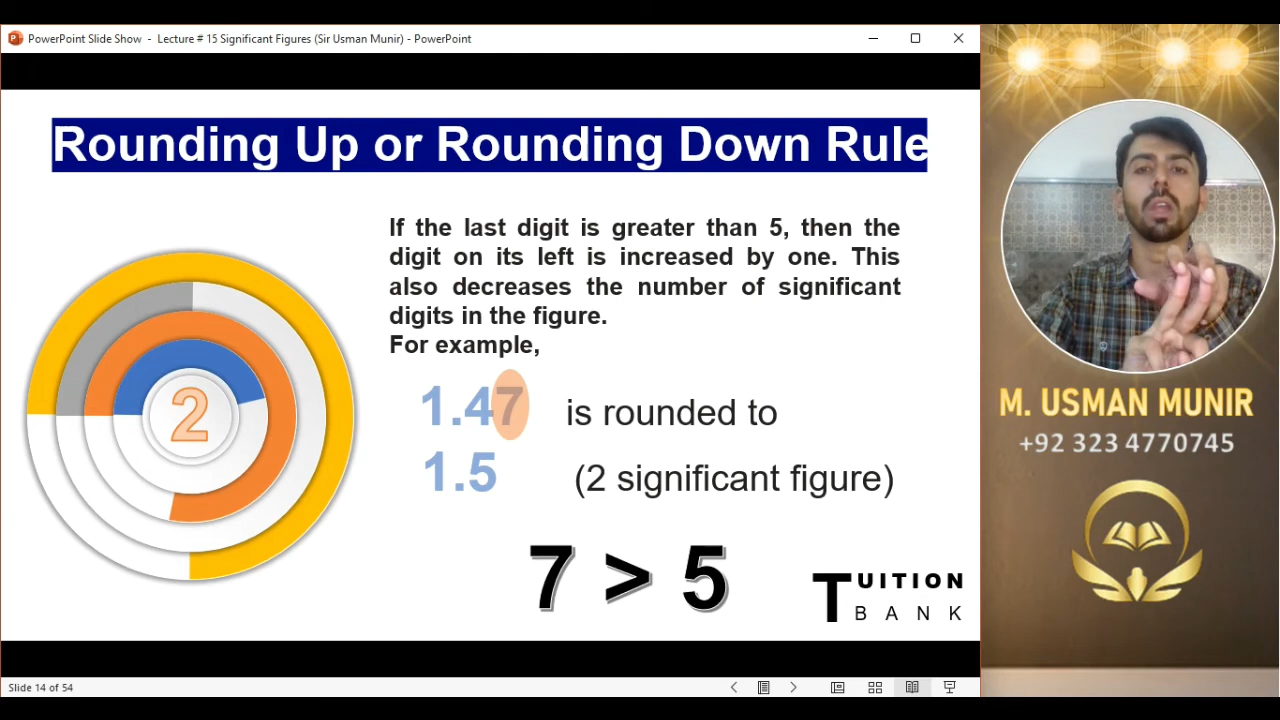 PowerPoint Slide Show - Lecture # 15 Significant Figures (Sir Usman Munir) - PowerPoint
Rounding Up or Rounding Down Rule
If the last digit is greater than 5, then the
digit on its left is increased by one. This
also decreases the number of significant
digits in the figure.
For example,
1.47 is rounded to
1.5 (2 significant figure)
2
7 > 5
TUITION
BANK
Slide 14 of 54
M. USMAN MUNIR
+92 323 4770745